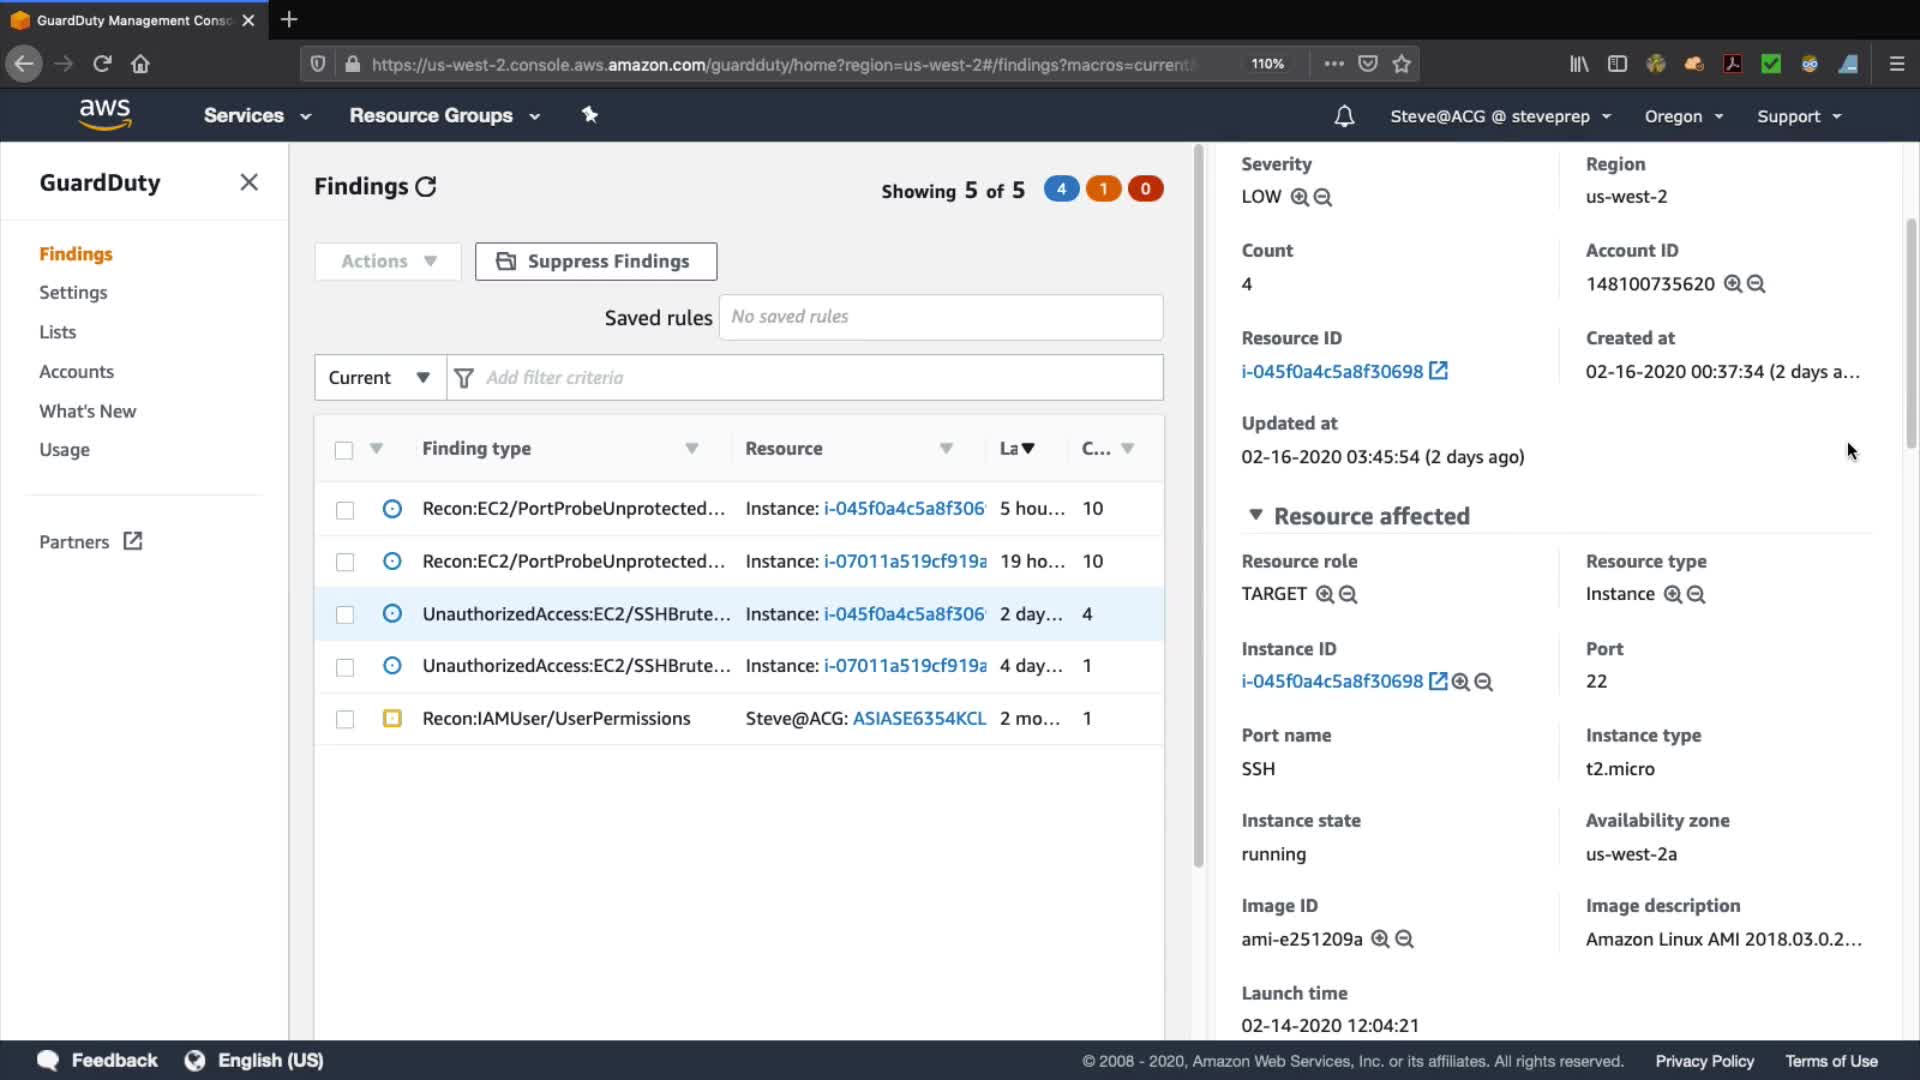 GuardDuty Management Conso
https://us-west-2.console.aws.amazon.com/guardduty/home?region=us-west-2#/findings?macros=current
110%
aws
Services
Resource Groups
Steve@ACG @ steveprep
Oregon
Support
GuardDuty
Findings
Settings
Lists
Accounts
What's New
Usage
Partners
Findings
Showing 5 of 5
4
1
0
Actions
Suppress Findings
Saved rules
No saved rules
Current
Add filter criteria
Finding type
Resource
La
C...
Recon:EC2/PortProbeUnprotected... Instance: i-045f0a4c5a8f306 5 hou... 10
Recon:EC2/PortProbeUnprotected... Instance: i-07011a519cf919a 19 ho... 10
UnauthorizedAccess:EC2/SSHBrute... Instance: i-045f0a4c5a8f306 2 day... 4
UnauthorizedAccess:EC2/SSHBrute... Instance: i-07011a519cf919a 4 day... 1
Recon:IAMUser/UserPermissions Steve@ACG: ASIASE6354KCL 2 mo... 1
Severity
LOW
Region
us-west-2
Count
4
Account ID
148100735620
Resource ID
i-045f0a4c5a8f30698
Created at
02-16-2020 00:37:34 (2 days a...
Updated at
02-16-2020 03:45:54 (2 days ago)
Resource affected
Resource role
TARGET
Resource type
Instance
Instance ID
i-045f0a4c5a8f30698
Port
22
Port name
SSH
Instance type
t2.micro
Instance state
running
Availability zone
us-west-2a
Image ID
ami-e251209a
Image description
Amazon Linux AMI 2018.03.0.2...
Launch time
02-14-2020 12:04:21
Feedback
English (US)
© 2008 - 2020, Amazon Web Services, Inc. or its affiliates. All rights reserved.
Privacy Policy
Terms of Use